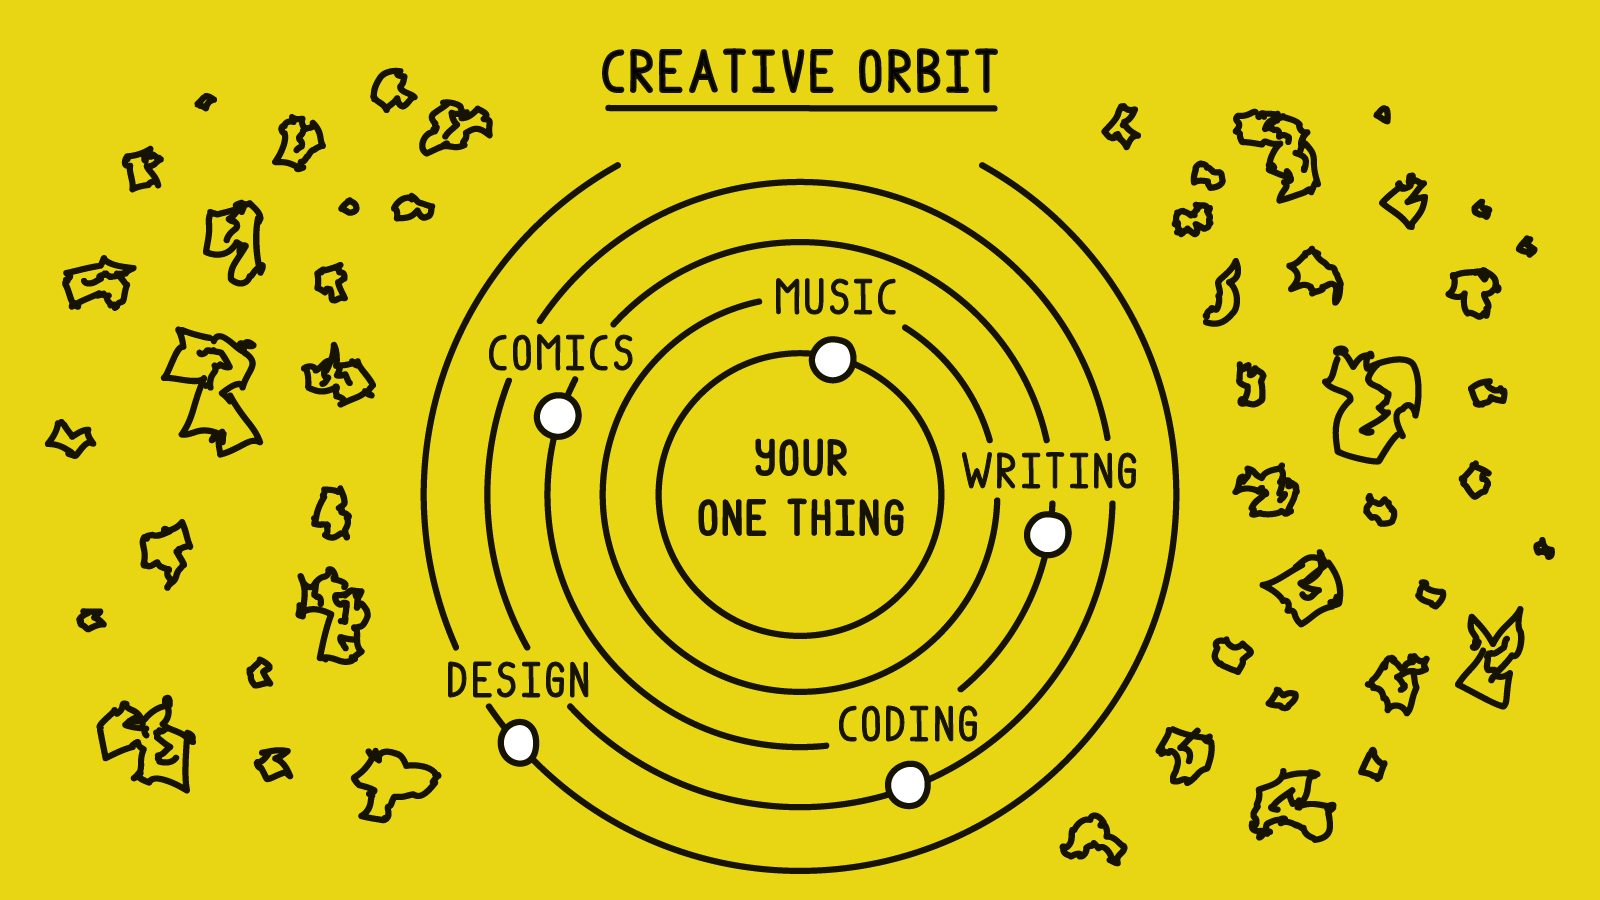 CREATIVE ORBIT
MUSIC
COMICS
YOUR
ONE THING
WRITING
DESIGN
CODING